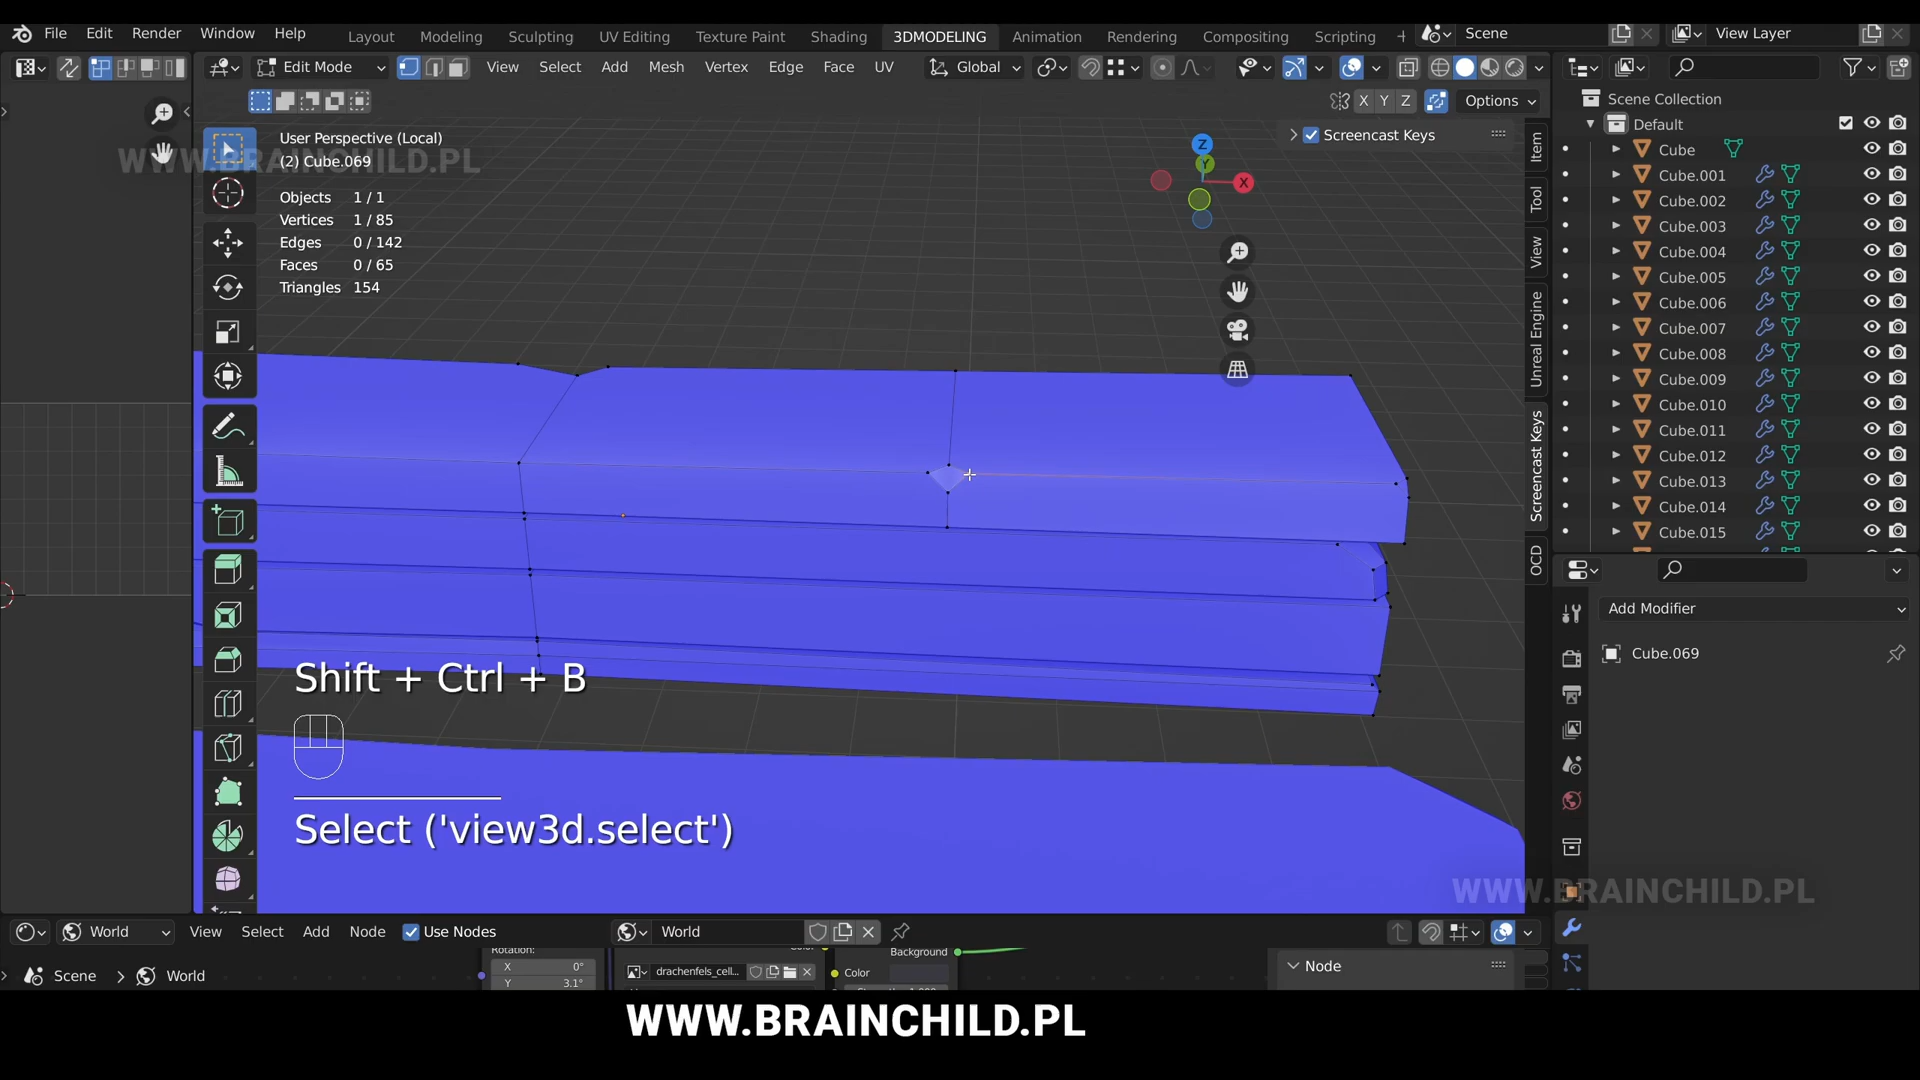 File Edit Render Window Help Layout Modeling Sculpting UV Editing Texture Paint Shading 3DMODELING Animation Rendering Compositing Scripting + Scene View Layer
Edit Mode View Select Add Mesh Vertex Edge Face UV Global
X Y Z Options
Scene Collection
Default
Cube
Cube.001
Cube.002
Cube.003
Cube.004
Cube.005
Cube.006
Cube.007
Cube.008
Cube.009
Cube.010
Cube.011
Cube.012
Cube.013
Cube.014
Cube.015
User Perspective (Local)
(2) Cube.069
WWW.BRAINCHILD.PL
Objects 1 / 1
Vertices 1 / 85
Edges 0 / 142
Faces 0 / 65
Triangles 154
Screencast Keys
Z
Y
X
Item
Tool
View
Unreal Engine
Screencast Keys
OCD
Add Modifier
Cube.069
Shift + Ctrl + B
Select ('view3d.select')
WWW.BRAINCHILD.PL
World View Select Add Node Use Nodes World
Background
X 0°
Y 3.1°
drachenfels_cell...
Color
Node
Scene > World
WWW.BRAINCHILD.PL